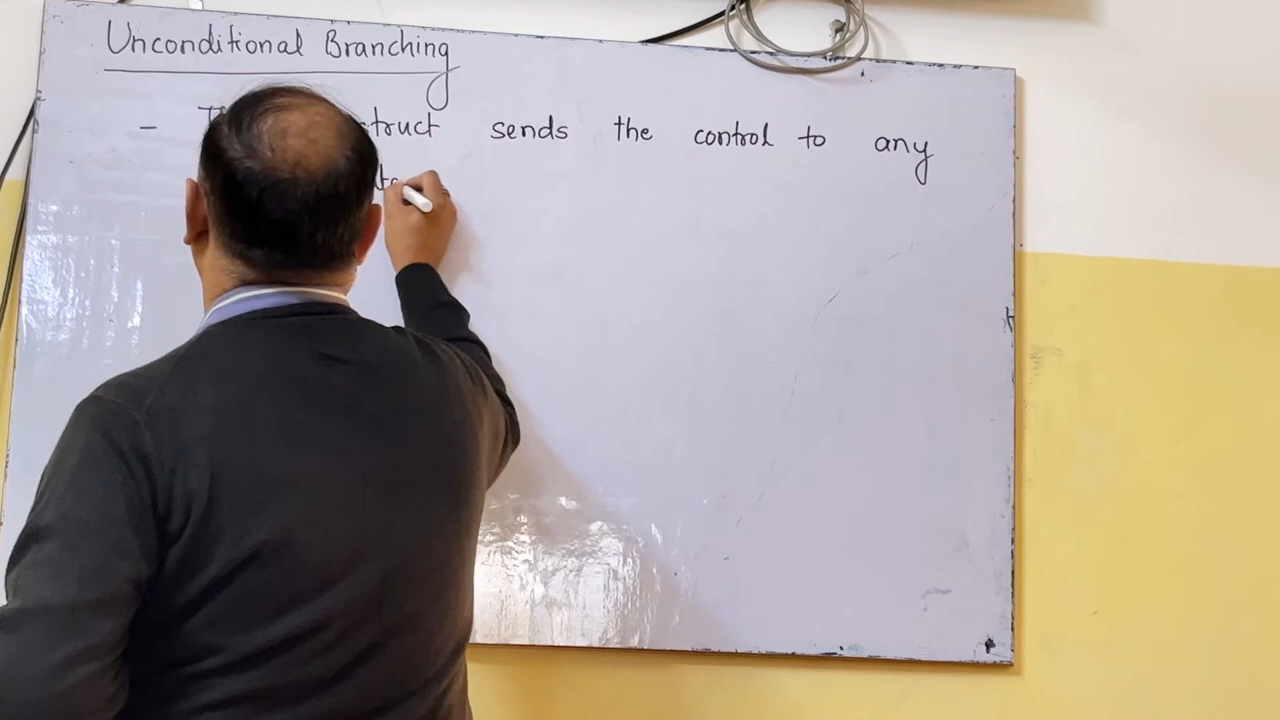 Unconditional Branching
- struct sends the control to any